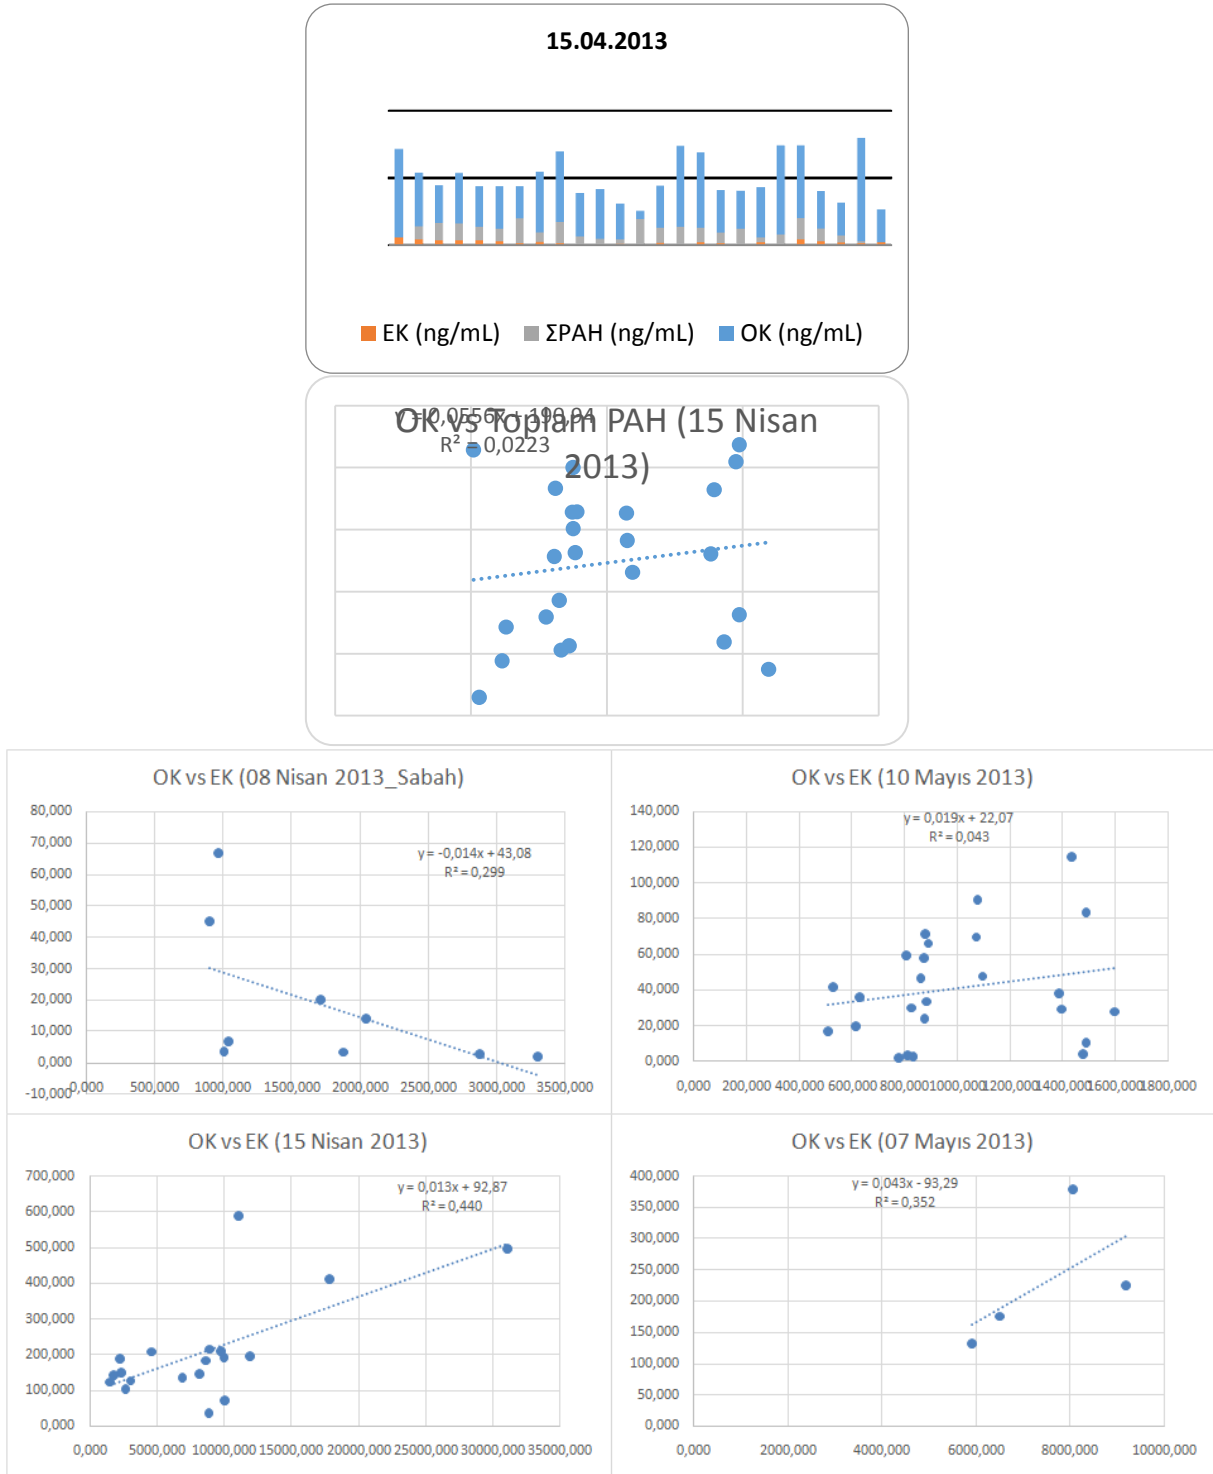 15.04.2013
EK (ng/mL) ΣPAH (ng/mL) OK (ng/mL)
y = 0,0556x + 190,94
R² = 0,0223
OK vs Toplam PAH (15 Nisan
2013)
OK vs EK (08 Nisan 2013_Sabah)
80,000
70,000
60,000
50,000
40,000
30,000
20,000
10,000
0,000
-10,000
y = -0,014x + 43,08
R² = 0,299
0,000 500,000 1000,000 1500,000 2000,000 2500,000 3000,000 3500,000
OK vs EK (10 Mayıs 2013)
140,000
120,000
100,000
80,000
60,000
40,000
20,000
0,000
y = 0,019x + 22,07
R² = 0,043
0,000 200,000 400,000 600,000 800,000 1000,000 1200,000 1400,000 1600,000 1800,000
OK vs EK (15 Nisan 2013)
700,000
600,000
500,000
400,000
300,000
200,000
100,000
0,000
y = 0,013x + 92,87
R² = 0,440
0,000 5000,000 10000,000 15000,000 20000,000 25000,000 30000,000 35000,000
OK vs EK (07 Mayıs 2013)
400,000
350,000
300,000
250,000
200,000
150,000
100,000
50,000
0,000
y = 0,043x - 93,29
R² = 0,352
0,000 2000,000 4000,000 6000,000 8000,000 10000,000